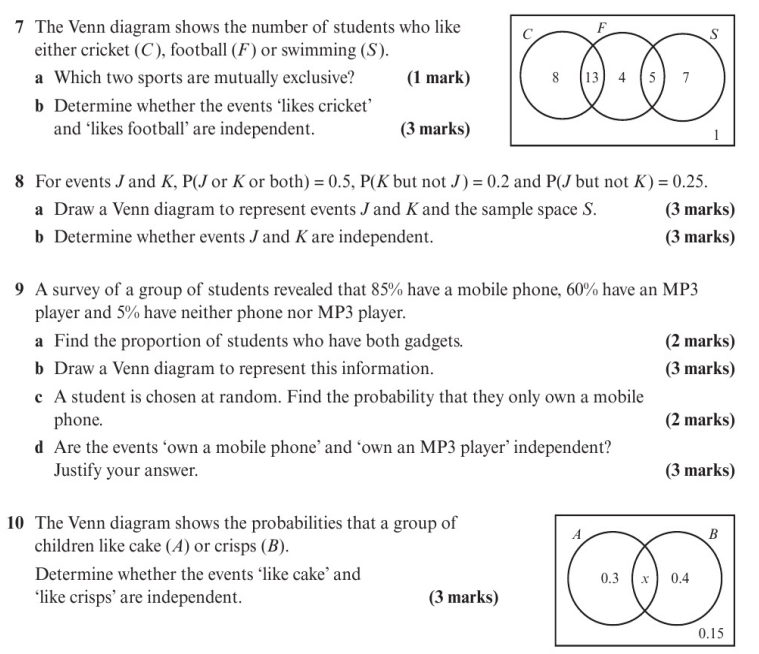 7 The Venn diagram shows the number of students who like
either cricket (C), football (F) or swimming (S).
a Which two sports are mutually exclusive? (1 mark)
b Determine whether the events ‘likes cricket’
and ‘likes football’ are independent. (3 marks)
C F S
8 13 4 5 7
1
8 For events J and K, P(J or K or both) = 0.5, P(K but not J) = 0.2 and P(J but not K) = 0.25.
a Draw a Venn diagram to represent events J and K and the sample space S. (3 marks)
b Determine whether events J and K are independent. (3 marks)
9 A survey of a group of students revealed that 85% have a mobile phone, 60% have an MP3
player and 5% have neither phone nor MP3 player.
a Find the proportion of students who have both gadgets. (2 marks)
b Draw a Venn diagram to represent this information. (3 marks)
c A student is chosen at random. Find the probability that they only own a mobile
phone. (2 marks)
d Are the events ‘own a mobile phone’ and ‘own an MP3 player’ independent?
Justify your answer. (3 marks)
10 The Venn diagram shows the probabilities that a group of
children like cake (A) or crisps (B).
Determine whether the events ‘like cake’ and
‘like crisps’ are independent. (3 marks)
A B
0.3 x 0.4
0.15